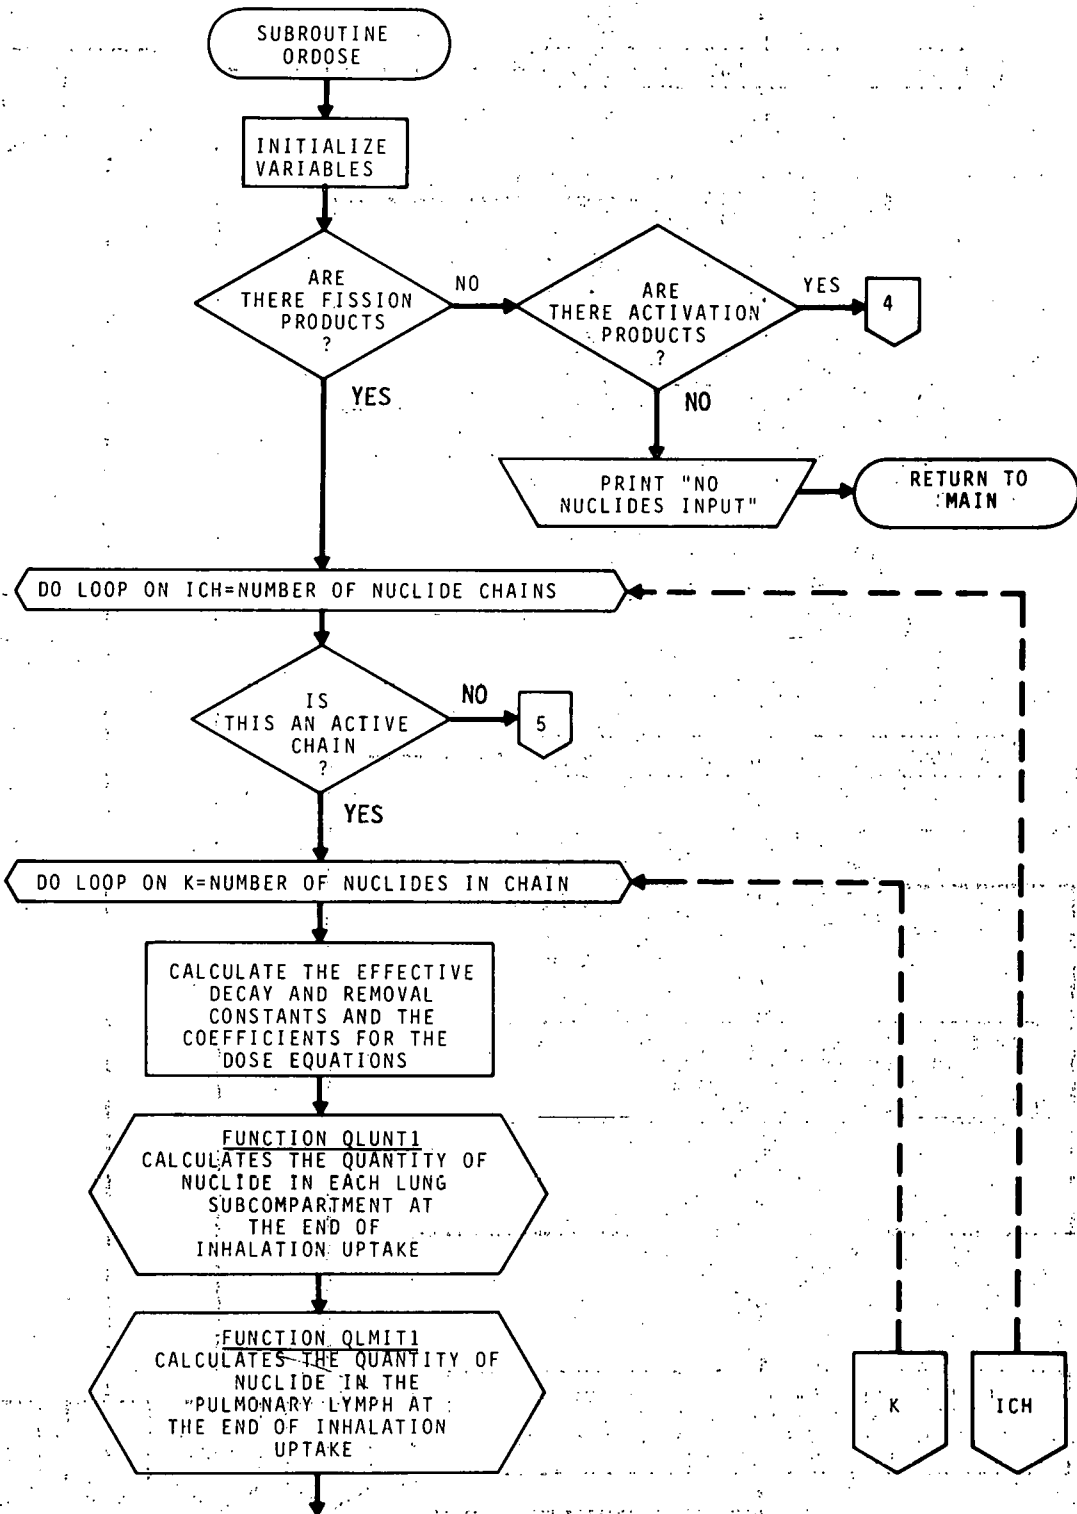 SUBROUTINE
ORDOSE
INITIALIZE
VARIABLES
ARE
THERE FISSION
PRODUCTS
?
NO
ARE
THERE ACTIVATION
PRODUCTS
?
YES
4
YES
NO
PRINT "NO
NUCLIDES INPUT"
RETURN TO
MAIN
DO LOOP ON ICH=NUMBER OF NUCLIDE CHAINS
IS
THIS AN ACTIVE
CHAIN
?
NO
5
YES
DO LOOP ON K=NUMBER OF NUCLIDES IN CHAIN
CALCULATE THE EFFECTIVE
DECAY AND REMOVAL
CONSTANTS AND THE
COEFFICIENTS FOR THE
DOSE EQUATIONS
FUNCTION QLUNT1
CALCULATES THE QUANTITY OF
NUCLIDE IN EACH LUNG
SUBCOMPARTMENT AT
THE END OF
INHALATION UPTAKE
FUNCTION QLMIT1
CALCULATES THE QUANTITY OF
NUCLIDE IN THE
PULMONARY LYMPH AT
THE END OF INHALATION
UPTAKE
K
ICH